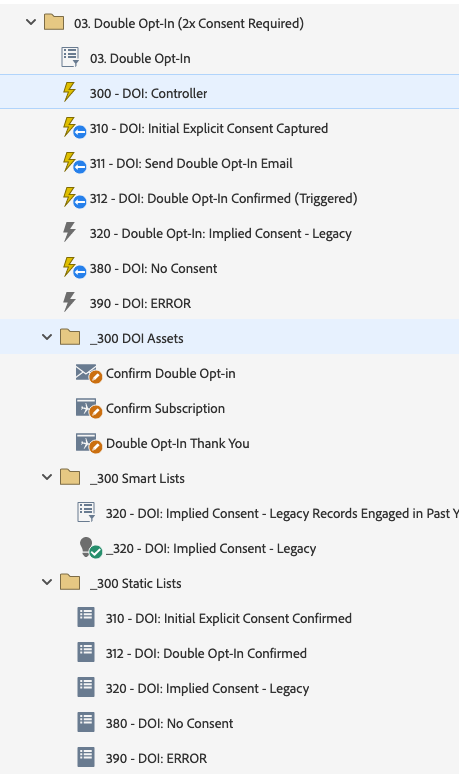 03. Double Opt-In (2x Consent Required)
03. Double Opt-In
300 - DOI: Controller
310 - DOI: Initial Explicit Consent Captured
311 - DOI: Send Double Opt-In Email
312 - DOI: Double Opt-In Confirmed (Triggered)
320 - Double Opt-In: Implied Consent - Legacy
380 - DOI: No Consent
390 - DOI: ERROR
_300 DOI Assets
Confirm Double Opt-in
Confirm Subscription
Double Opt-In Thank You
_300 Smart Lists
320 - DOI: Implied Consent - Legacy Records Engaged in Past Y
_320 - DOI: Implied Consent - Legacy
_300 Static Lists
310 - DOI: Initial Explicit Consent Confirmed
312 - DOI: Double Opt-In Confirmed
320 - DOI: Implied Consent - Legacy
380 - DOI: No Consent
390 - DOI: ERROR